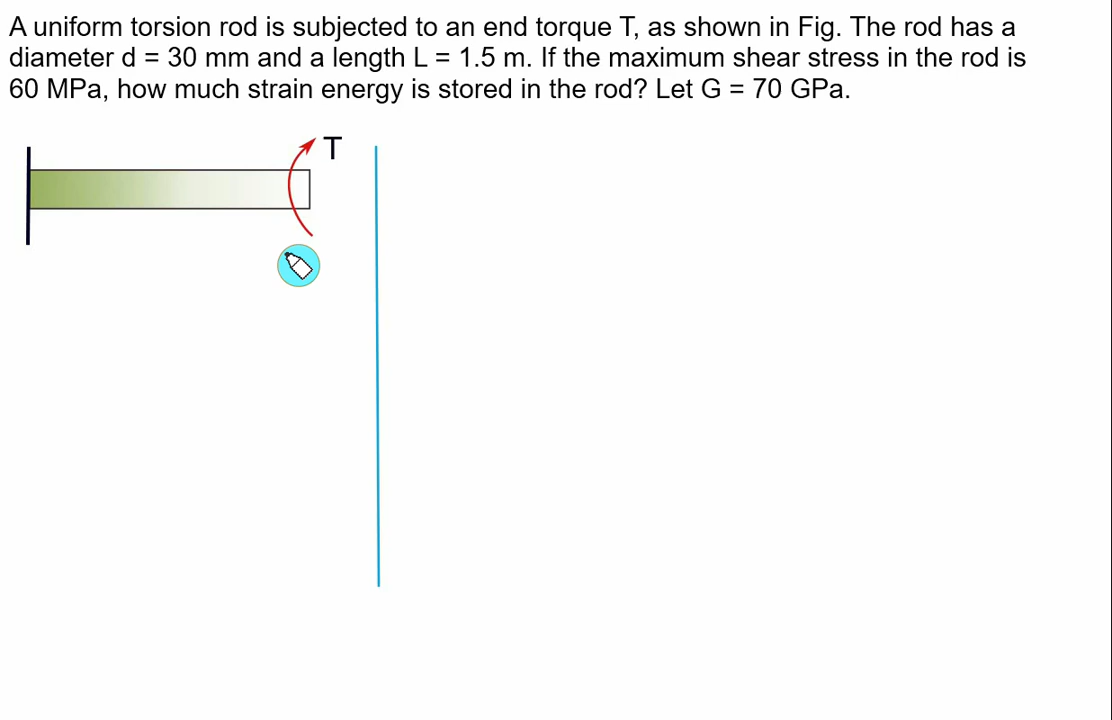 A uniform torsion rod is subjected to an end torque T, as shown in Fig. The rod has a
diameter d = 30 mm and a length L = 1.5 m. If the maximum shear stress in the rod is
60 MPa, how much strain energy is stored in the rod? Let G = 70 GPa.
T